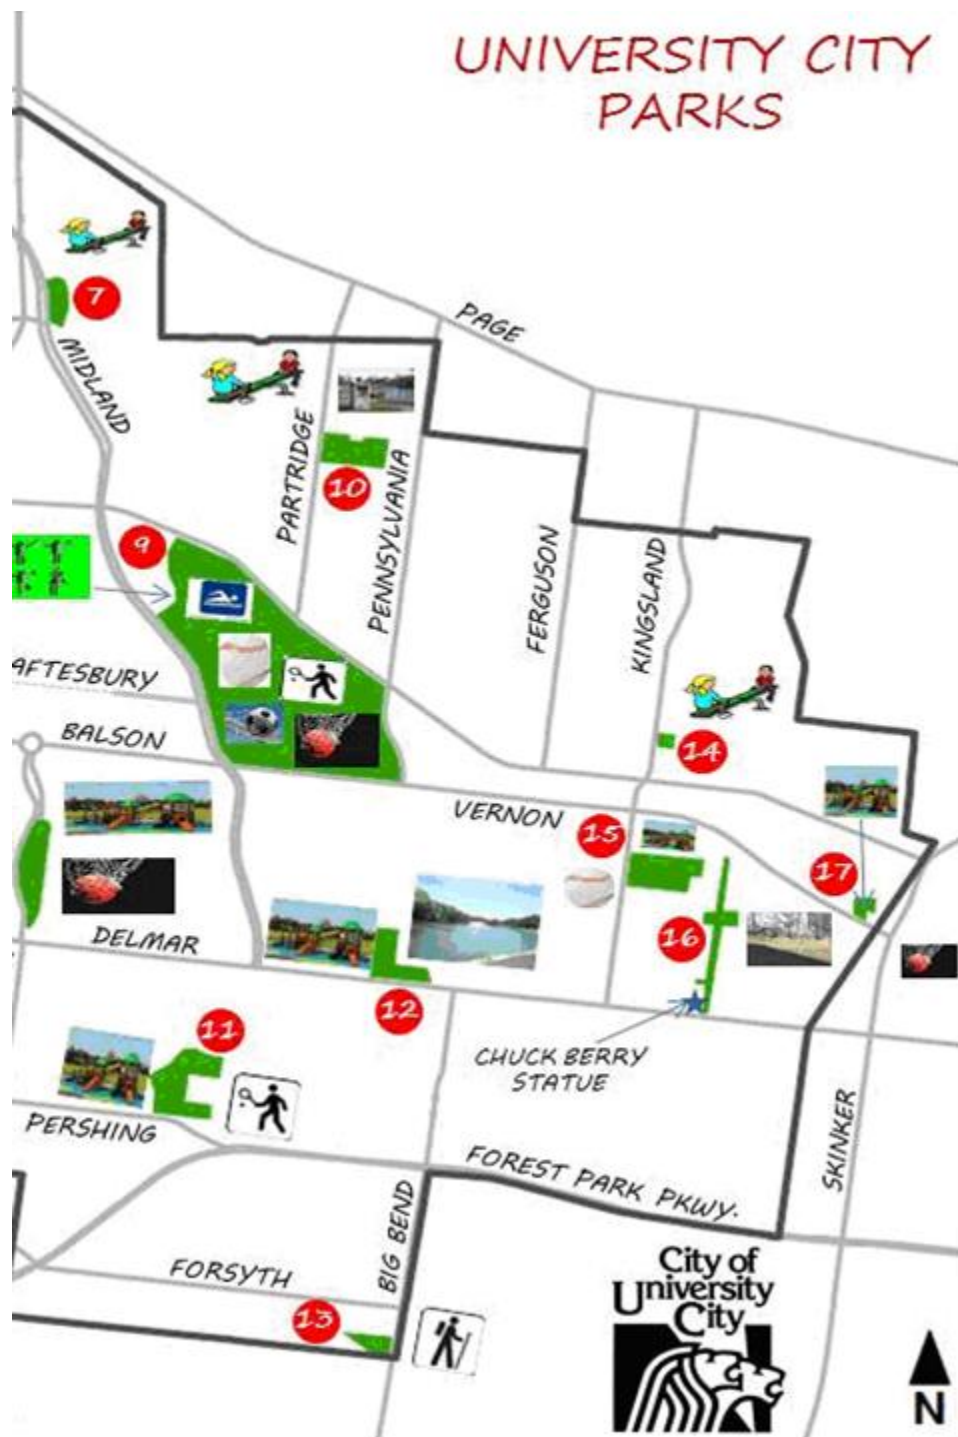 UNIVERSITY CITY
PARKS
7
PAGE
MIDLAND
PARTRIDGE
10
PENNSYLVANIA
9
FERGUSON
KINGSLAND
AFTESBURY
BALSON
14
VERNON
15
17
16
DELMAR
12
11
CHUCK BERRY
STATUE
PERSHING
SKINKER
FOREST PARK PKWY.
BIG BEND
FORSYTH
13
City of
University
City
N